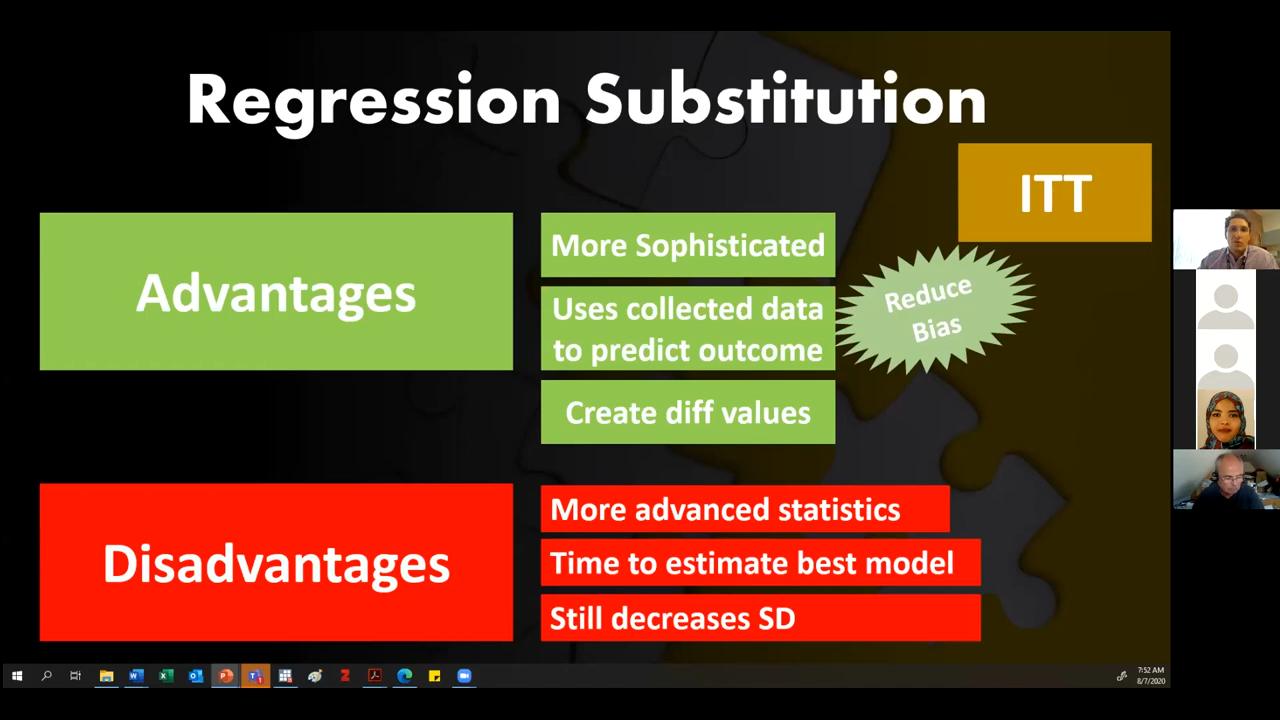 Regression Substitution
ITT
Advantages
More Sophisticated
Uses collected data
to predict outcome
Create diff values
Reduce
Bias
Disadvantages
More advanced statistics
Time to estimate best model
Still decreases SD
7:52 AM
8/7/2020